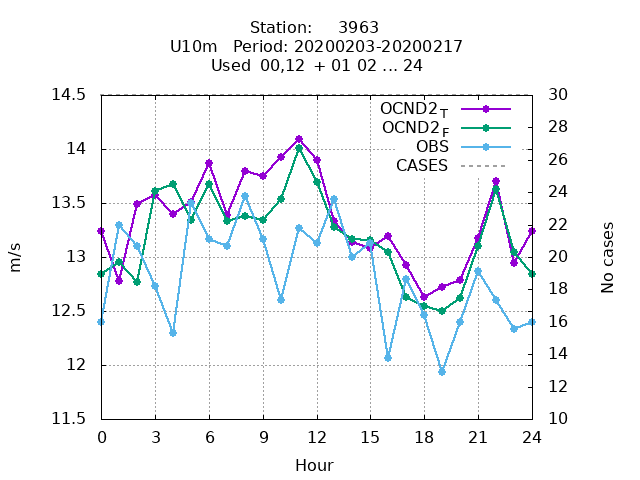 Station: 3963
U10m Period: 20200203-20200217
Used 00,12 + 01 02 ... 24
14.5
14
13.5
13
12.5
12
11.5
m/s
OCND2T
OCND2F
OBS
CASES
30
28
26
24
22
20
18
16
14
12
10
No cases
0 3 6 9 12 15 18 21 24
Hour